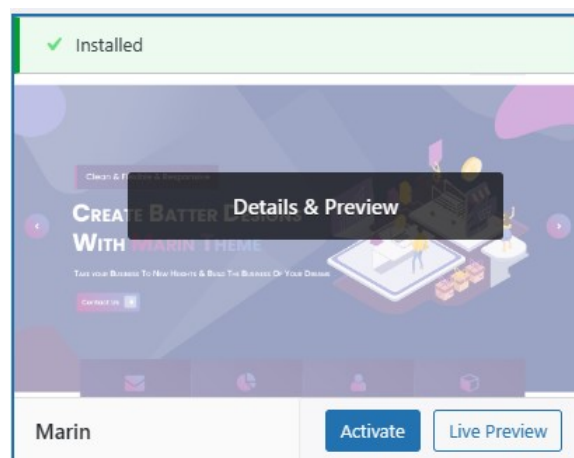 Installed
Clean & Flexible & Responsive
Details & Preview
CREATE BATTER DESIGNS
WITH MARIN THEME
TAKE YOUR BUSINESS TO NEW HEIGHTS & BUILD THE BUSINESS OF YOUR DREAMS
Contact Us
Marin
Activate
Live Preview